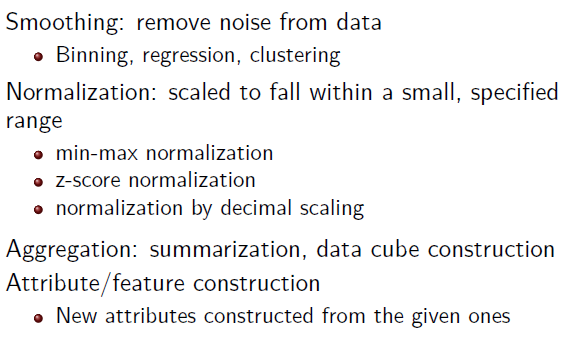 Smoothing: remove noise from data
Binning, regression, clustering
Normalization: scaled to fall within a small, specified
range
min-max normalization
z-score normalization
normalization by decimal scaling
Aggregation: summarization, data cube construction
Attribute/feature construction
New attributes constructed from the given ones